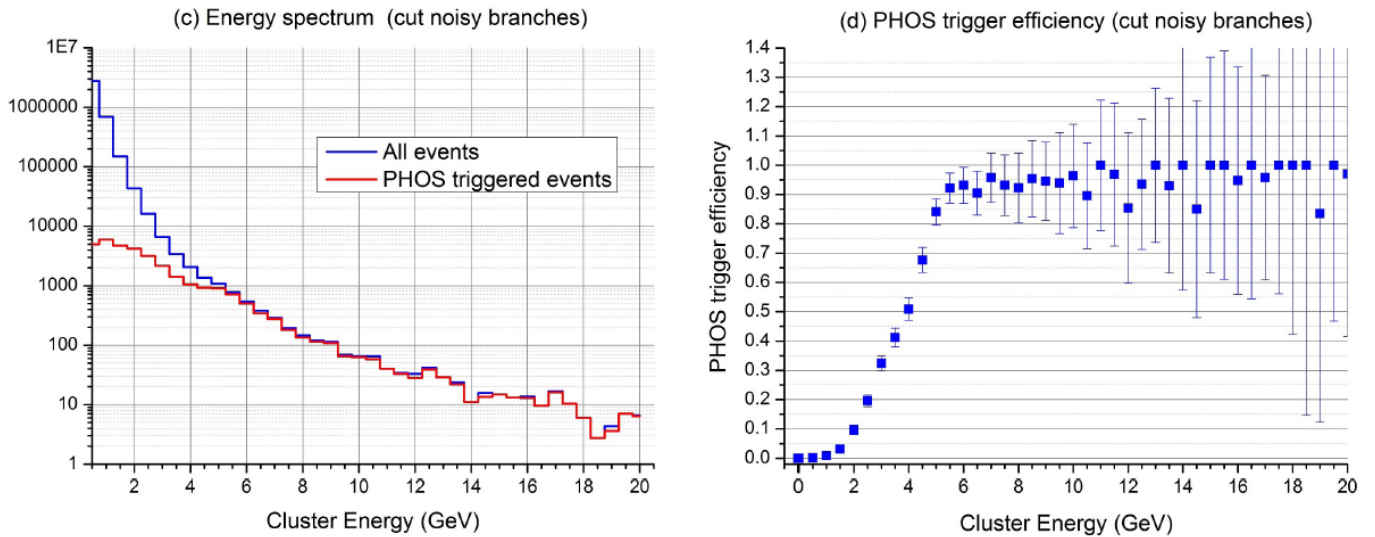 (c) Energy spectrum (cut noisy branches)
1E7
1000000
100000
10000
1000
100
10
1
All events
PHOS triggered events
2 4 6 8 10 12 14 16 18 20
Cluster Energy (GeV)
(d) PHOS trigger efficiency (cut noisy branches)
PHOS trigger efficiency
1.4
1.3
1.2
1.1
1.0
0.9
0.8
0.7
0.6
0.5
0.4
0.3
0.2
0.1
0.0
0 2 4 6 8 10 12 14 16 18 20
Cluster Energy (GeV)